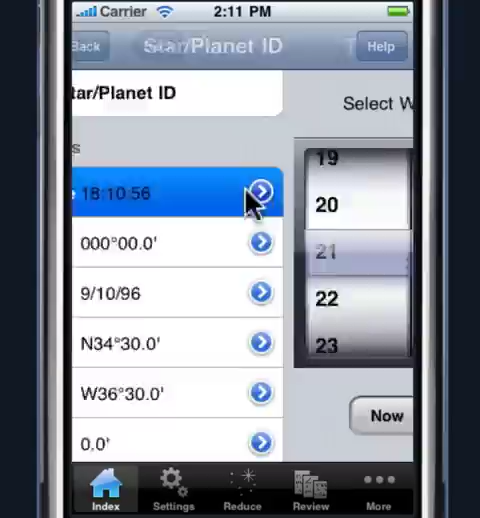 Carrier 2:11 PM
Back Star/Planet ID Help
tar/Planet ID
Select W
s
e 18:10:56
000°00.0'
9/10/96
N34°30.0'
W36°30.0'
0.0'
19
20
21
22
23
Now
Index Settings Reduce Review More